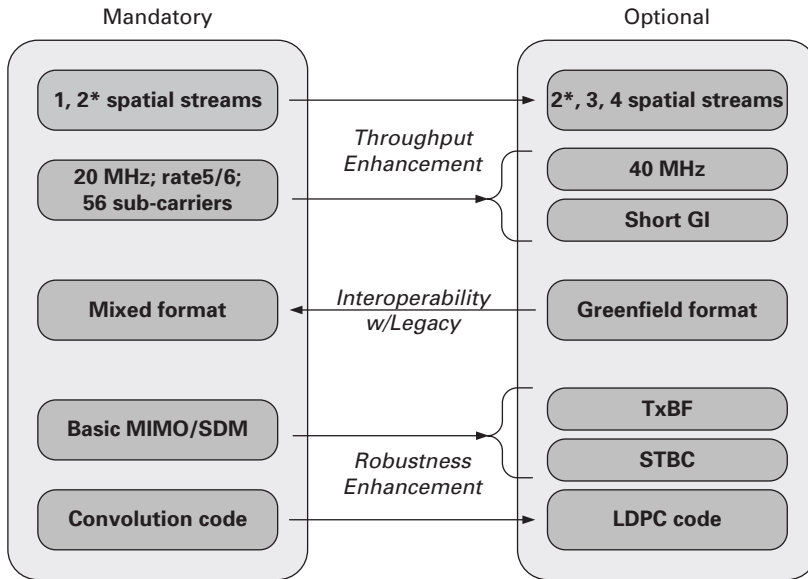 Mandatory
Optional
1, 2* spatial streams
2*, 3, 4 spatial streams
Throughput
Enhancement
20 MHz; rate5/6;
56 sub-carriers
40 MHz
Short GI
Mixed format
Interoperability
w/Legacy
Greenfield format
Basic MIMO/SDM
TxBF
STBC
Robustness
Enhancement
Convolution code
LDPC code